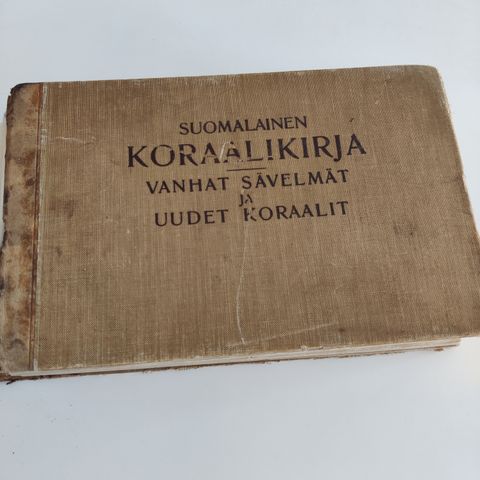 SUOMALAINEN
KORAALIKIRJA
VANHAT SÄVELMÄT
JA
UUDET KORAALIT